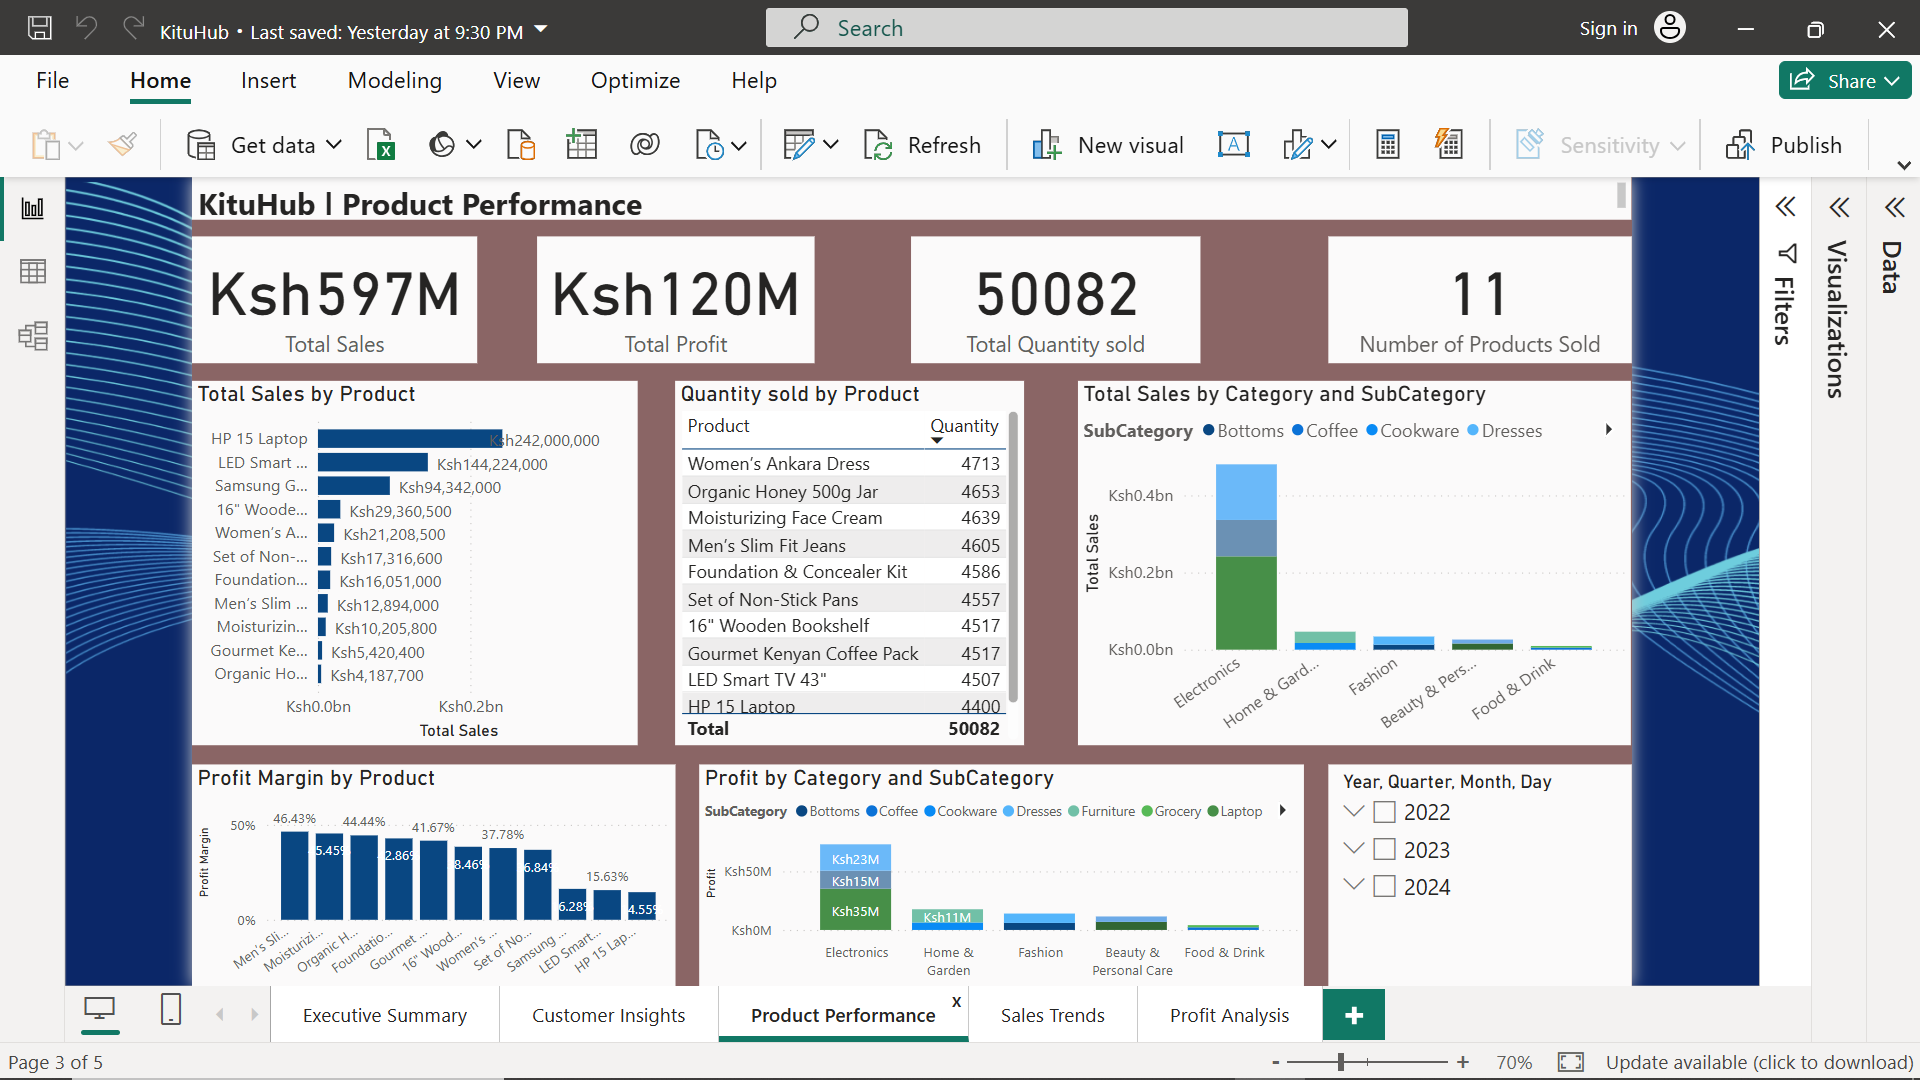 KituHub • Last saved: Yesterday at 9:30 PM
Search
Sign in
File
Home
Insert
Modeling
View
Optimize
Help
Share
Get data
Refresh
New visual
Sensitivity
Publish
KituHub | Product Performance
Ksh597M
Total Sales
Ksh120M
Total Profit
50082
Total Quantity sold
11
Number of Products Sold
Filters
Visualizations
Data
Total Sales by Product
HP 15 Laptop Ksh242,000,000
LED Smart ... Ksh144,224,000
Samsung G... Ksh94,342,000
16" Woode... Ksh29,360,500
Women's A... Ksh21,208,500
Set of Non-... Ksh17,316,600
Foundation... Ksh16,051,000
Men's Slim ... Ksh12,894,000
Moisturizin... Ksh10,205,800
Gourmet Ke... Ksh5,420,400
Organic Ho... Ksh4,187,700
Ksh0.0bn Ksh0.2bn
Total Sales
Quantity sold by Product
Product Quantity
Women's Ankara Dress 4713
Organic Honey 500g Jar 4653
Moisturizing Face Cream 4639
Men's Slim Fit Jeans 4605
Foundation & Concealer Kit 4586
Set of Non-Stick Pans 4557
16" Wooden Bookshelf 4517
Gourmet Kenyan Coffee Pack 4517
LED Smart TV 43" 4507
HP 15 Laptop 4400
Total 50082
Total Sales by Category and SubCategory
SubCategory Bottoms Coffee Cookware Dresses
Total Sales
Ksh0.4bn
Ksh0.2bn
Ksh0.0bn
Electronics
Home & Gard...
Fashion
Beauty & Pers...
Food & Drink
Profit Margin by Product
Profit Margin
50%
0%
46.43%
5.45%
44.44%
2.86%
41.67%
8.46%
37.78%
6.84%
6.28%
15.63%
4.55%
Men's Sli...
Moisturizi...
Organic H...
Foundatio...
Gourmet ...
16" Wood...
Women's ...
Set of No...
Samsung ...
LED Smart...
HP 15 Lap...
Profit by Category and SubCategory
SubCategory Bottoms Coffee Cookware Dresses Furniture Grocery Laptop
Profit
Ksh50M
Ksh0M
Ksh23M
Ksh15M
Ksh35M
Ksh11M
Electronics
Home &
Garden
Fashion
Beauty &
Personal Care
Food & Drink
Year, Quarter, Month, Day
2022
2023
2024
Executive Summary
Customer Insights
Product Performance
x
Sales Trends
Profit Analysis
+
Page 3 of 5
- + 70%
Update available (click to download)